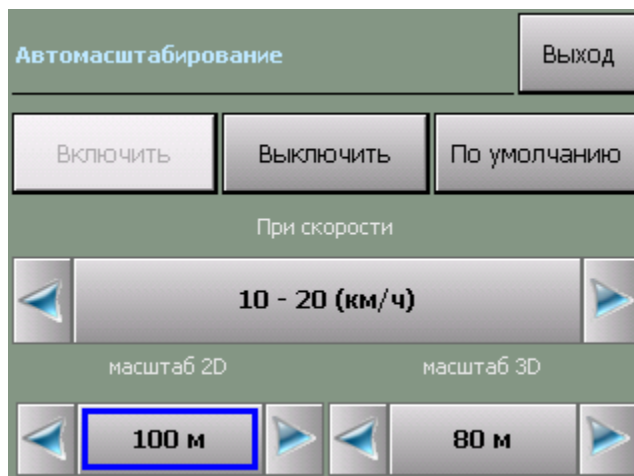 Автомасштабирование Выход
Включить Выключить По умолчанию
При скорости
10 - 20 (км/ч)
масштаб 2D масштаб 3D
100 м 80 м